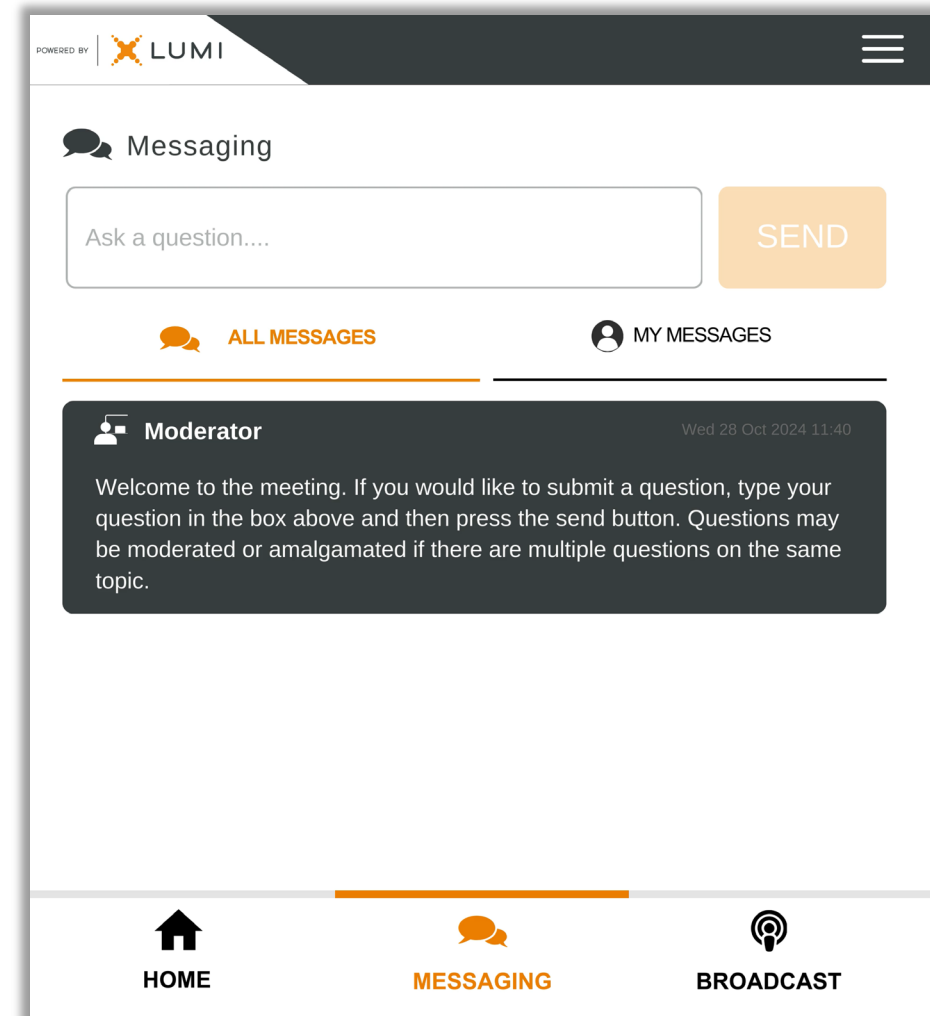 POWERED BY LUMI
Messaging
Ask a question....
SEND
ALL MESSAGES
MY MESSAGES
Moderator
Wed 28 Oct 2024 11:40
Welcome to the meeting. If you would like to submit a question, type your
question in the box above and then press the send button. Questions may
be moderated or amalgamated if there are multiple questions on the same
topic.
HOME
MESSAGING
BROADCAST